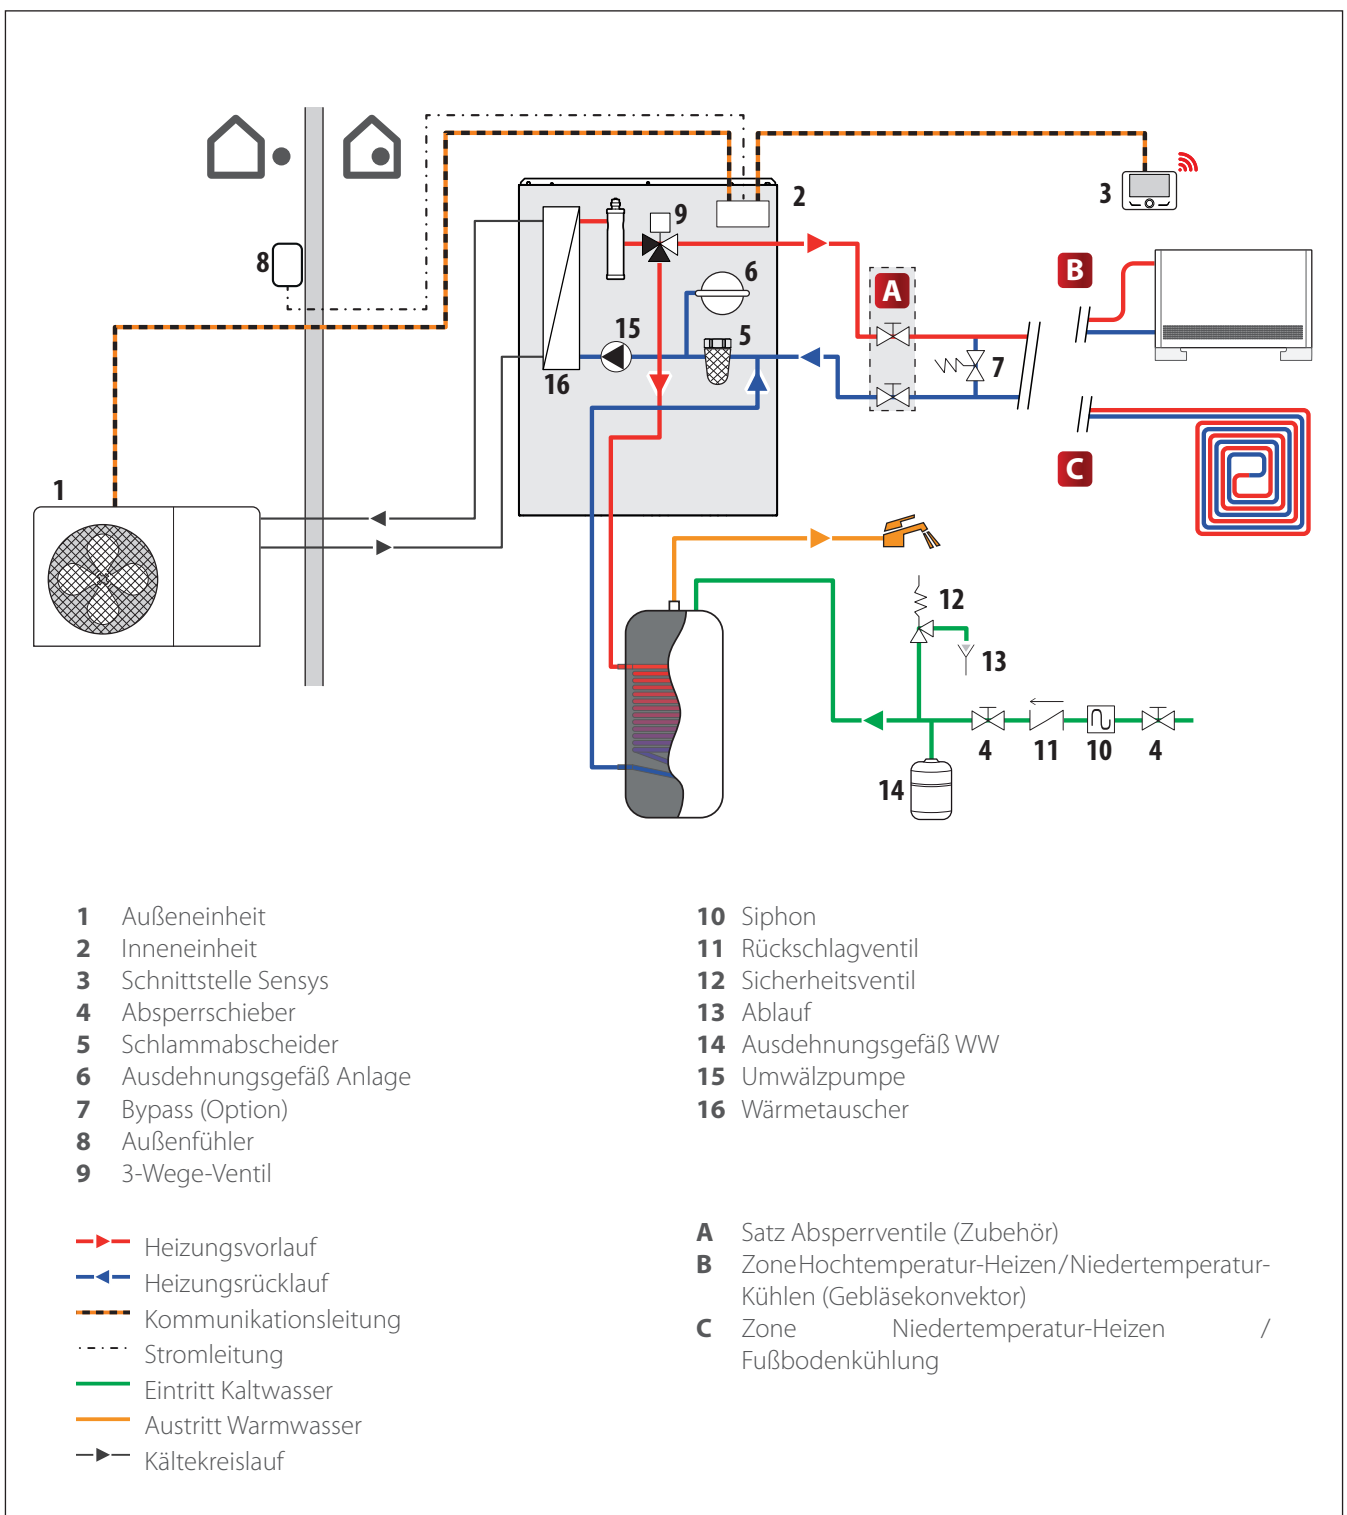 9
2
3
8
6
B
A
15
5
7
16
C
1
12
13
4
11
10
4
14
1 Außeneinheit
2 Inneneinheit
3 Schnittstelle Sensys
4 Absperrschieber
5 Schlammabscheider
6 Ausdehnungsgefäß Anlage
7 Bypass (Option)
8 Außenfühler
9 3-Wege-Ventil
10 Siphon
11 Rückschlagventil
12 Sicherheitsventil
13 Ablauf
14 Ausdehnungsgefäß WW
15 Umwälzpumpe
16 Wärmetauscher
Heizungsvorlauf
Heizungsrücklauf
Kommunikationsleitung
Stromleitung
Eintritt Kaltwasser
Austritt Warmwasser
Kältekreislauf
A Satz Absperrventile (Zubehör)
B Zone Hochtemperatur-Heizen / Niedertemperatur-
Kühlen (Gebläsekonvektor)
C Zone Niedertemperatur-Heizen /
Fußbodenkühlung